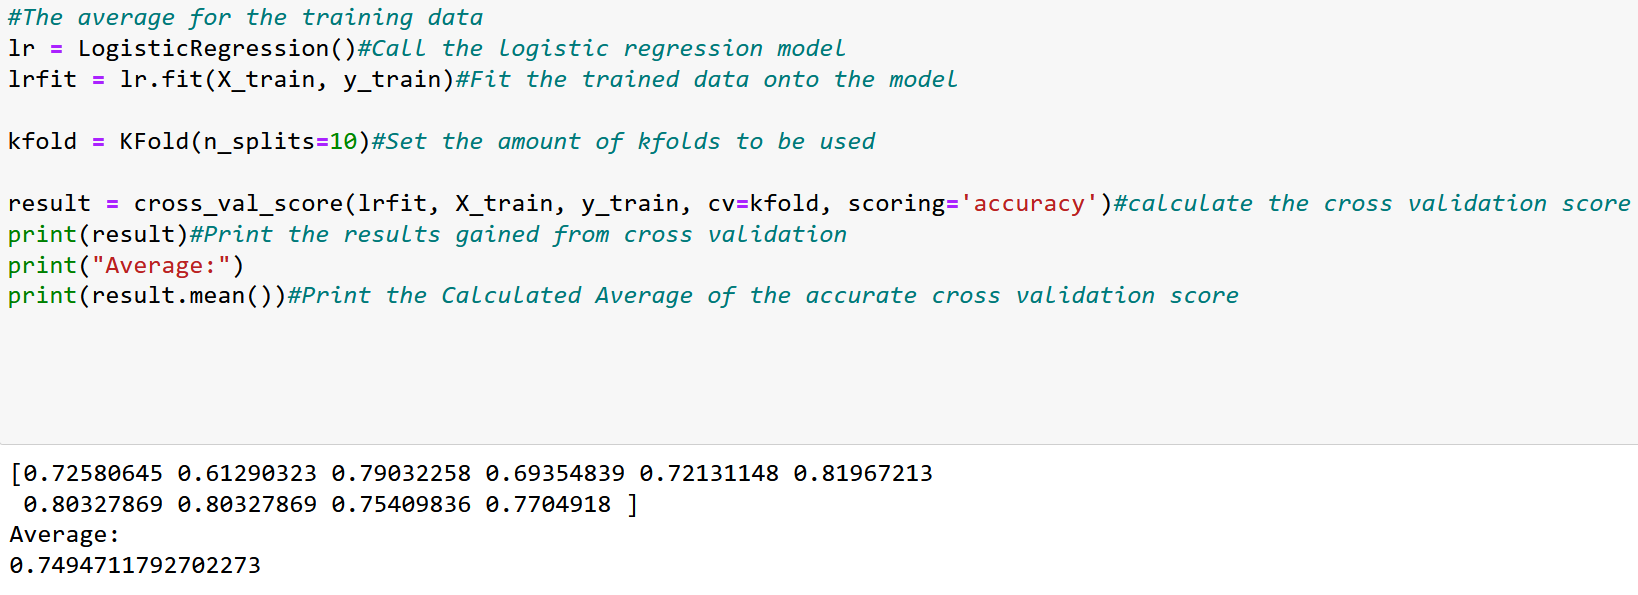 #The average for the training data
lr = LogisticRegression()#Call the logistic regression model
lrfit = lr.fit(X_train, y_train)#Fit the trained data onto the model
kfold = KFold(n_splits=10)#Set the amount of kfolds to be used
result = cross_val_score(lrfit, X_train, y_train, cv=kfold, scoring='accuracy')#calculate the cross validation score
print(result)#Print the results gained from cross validation
print("Average:")
print(result.mean())#Print the Calculated Average of the accurate cross validation score
[0.72580645 0.61290323 0.79032258 0.69354839 0.72131148 0.81967213
 0.80327869 0.80327869 0.75409836 0.7704918 ]
Average:
0.7494711792702273